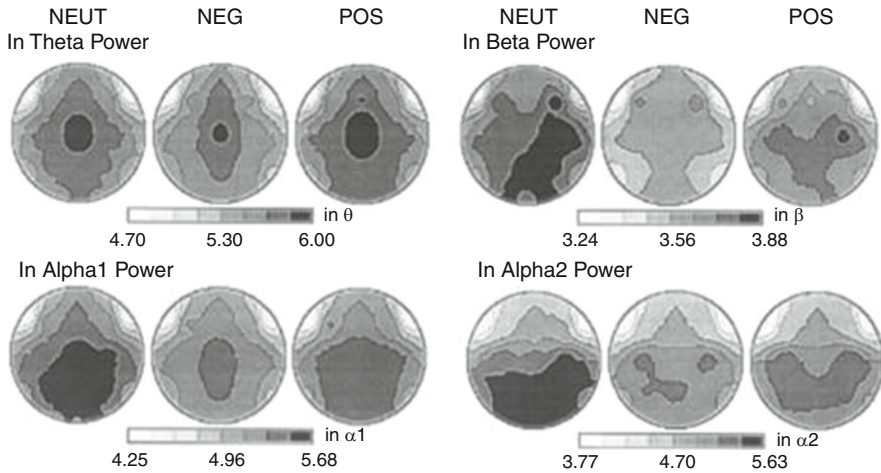 NEUT NEG POS NEUT NEG POS
In Theta Power In Beta Power
in θ in β
4.70 5.30 6.00 3.24 3.56 3.88
In Alpha1 Power In Alpha2 Power
in α1 in α2
4.25 4.96 5.68 3.77 4.70 5.63